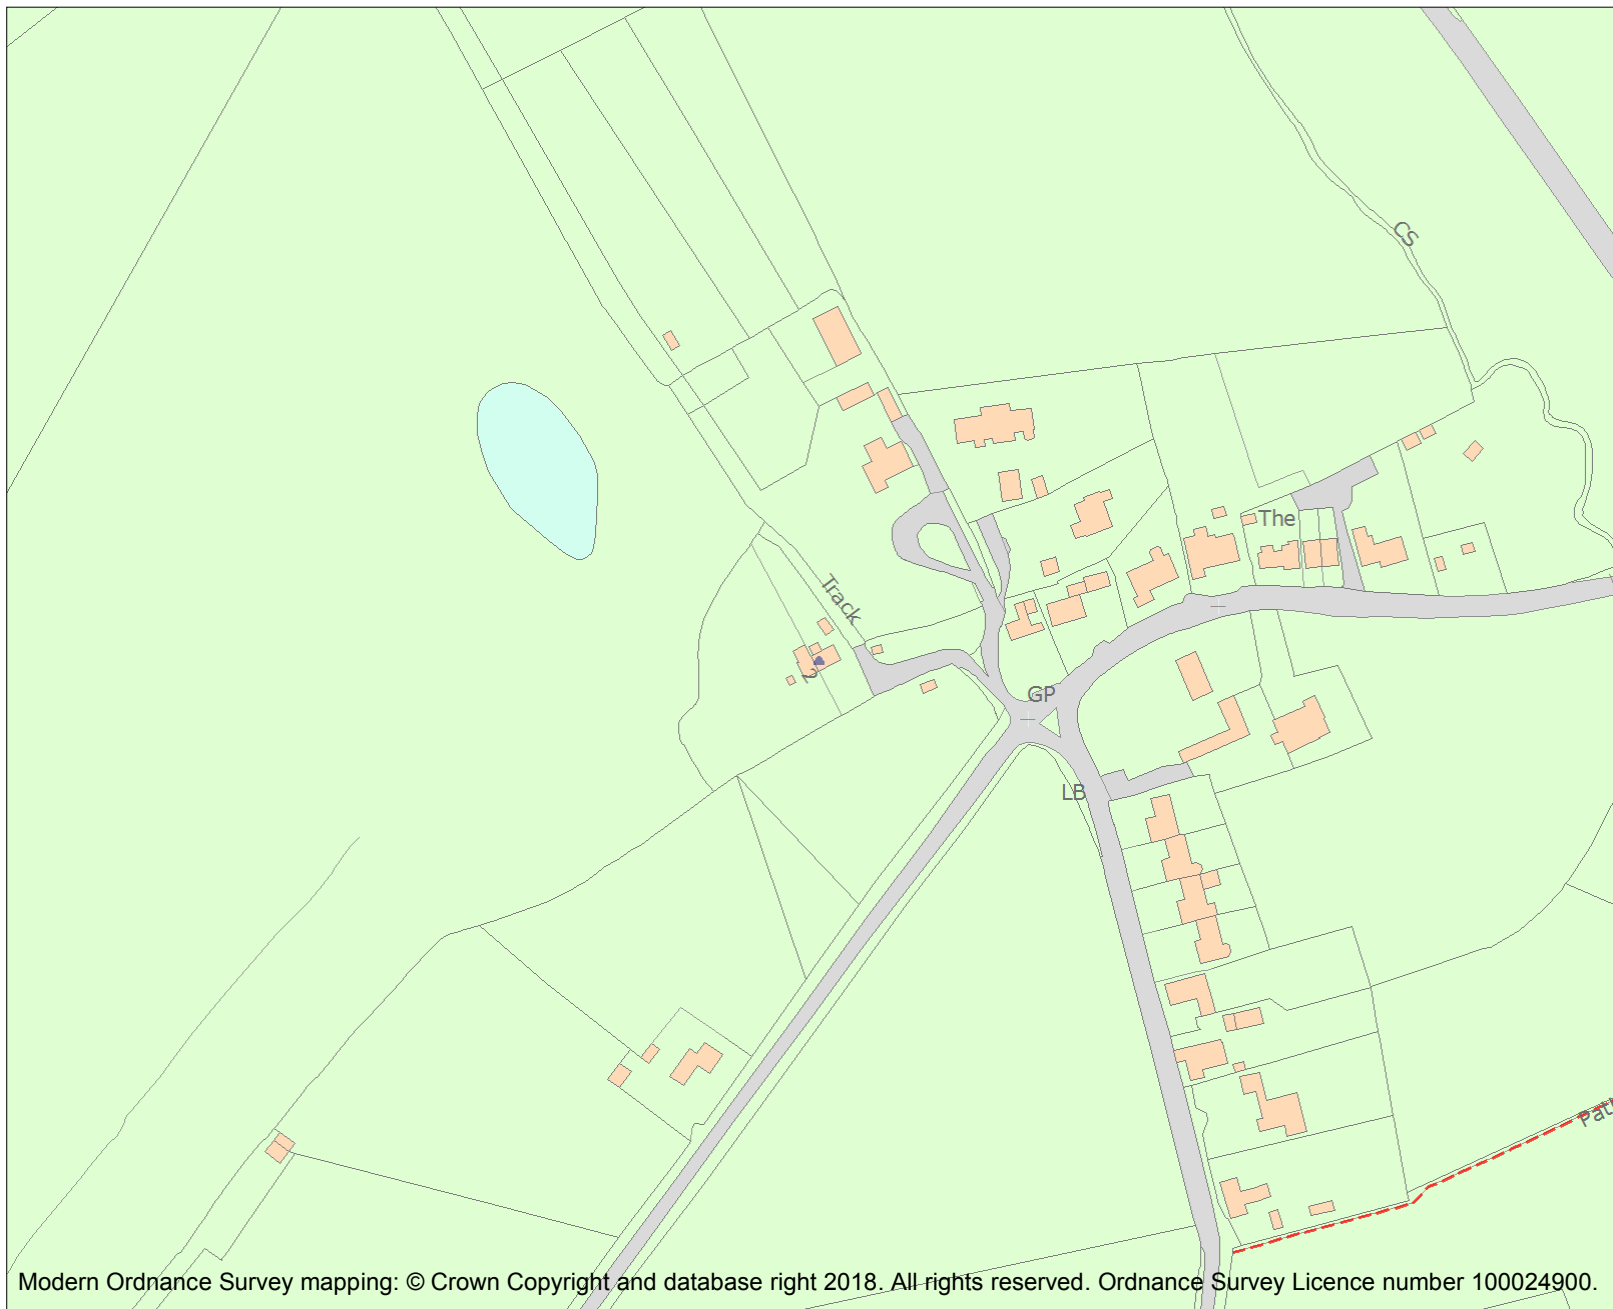 CS
The
Track
2
GP
LB
Modern Ordnance Survey mapping: © Crown Copyright and database right 2018. All rights reserved. Ordnance Survey Licence number 100024900.